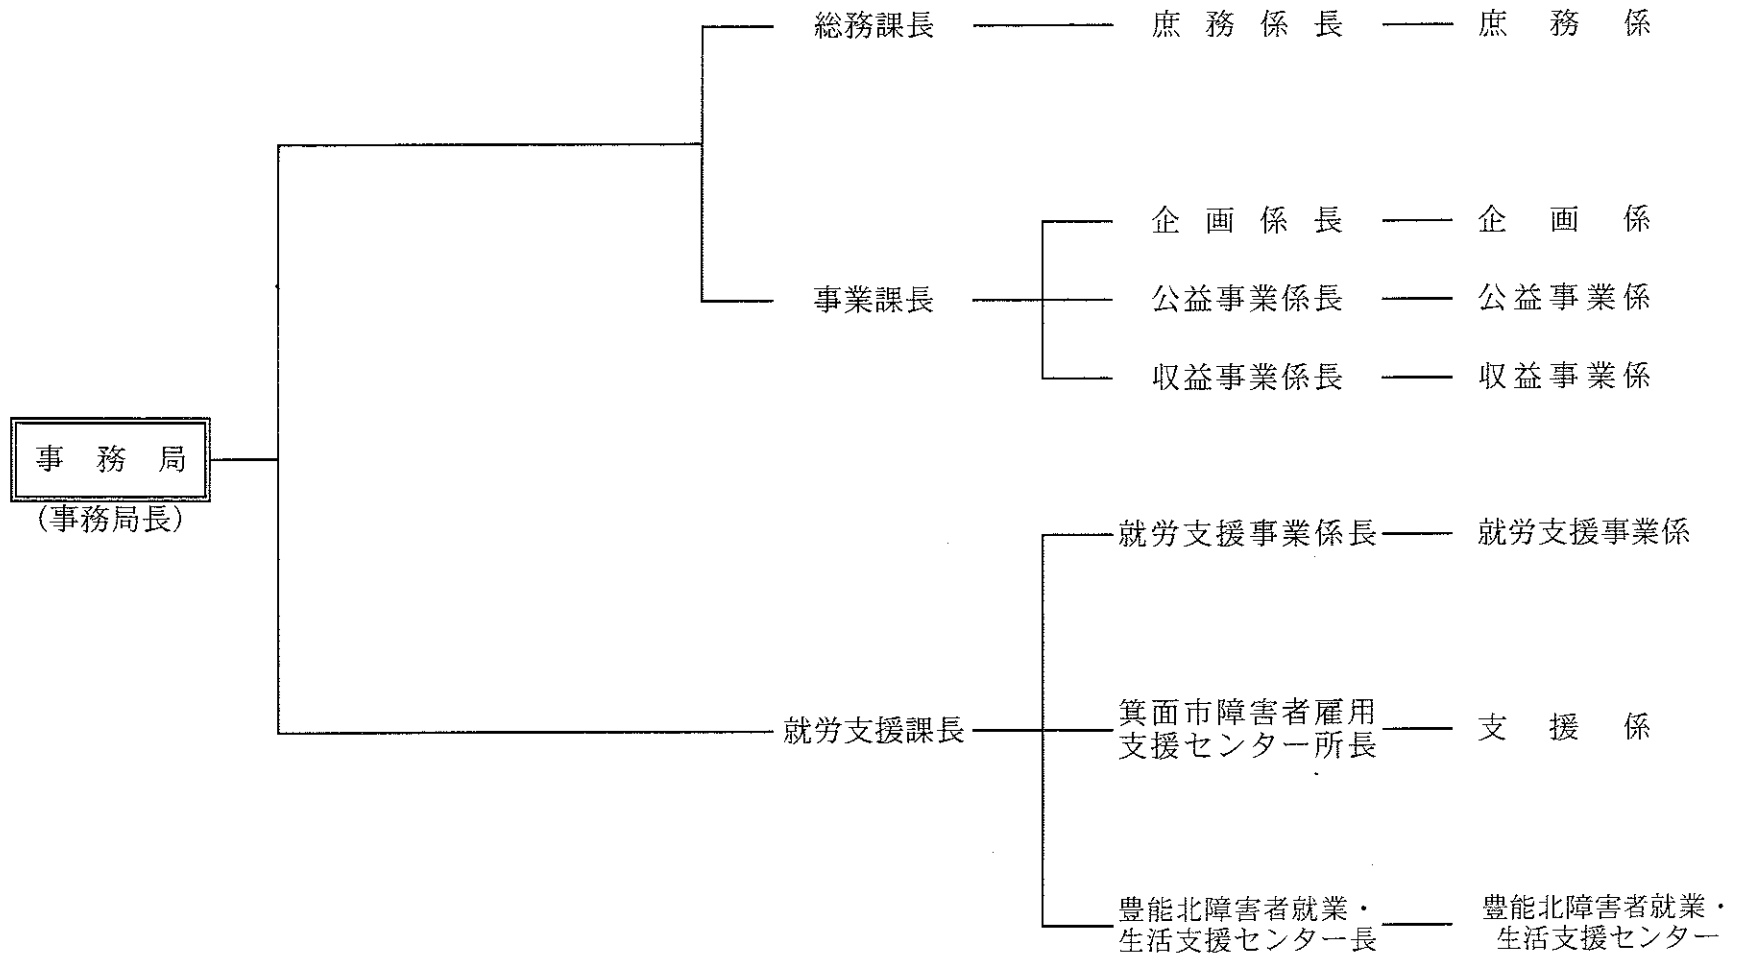 総務課長 庶務係長 庶務係
企画係長 企画係
事業課長 公益事業係長 公益事業係
収益事業係長 収益事業係
事務局
(事務局長)
就労支援事業係長 就労支援事業係
就労支援課長
箕面市障害者雇用
支援センター所長
支援係
豊能北障害者就業・
生活支援センター長
豊能北障害者就業・
生活支援センター